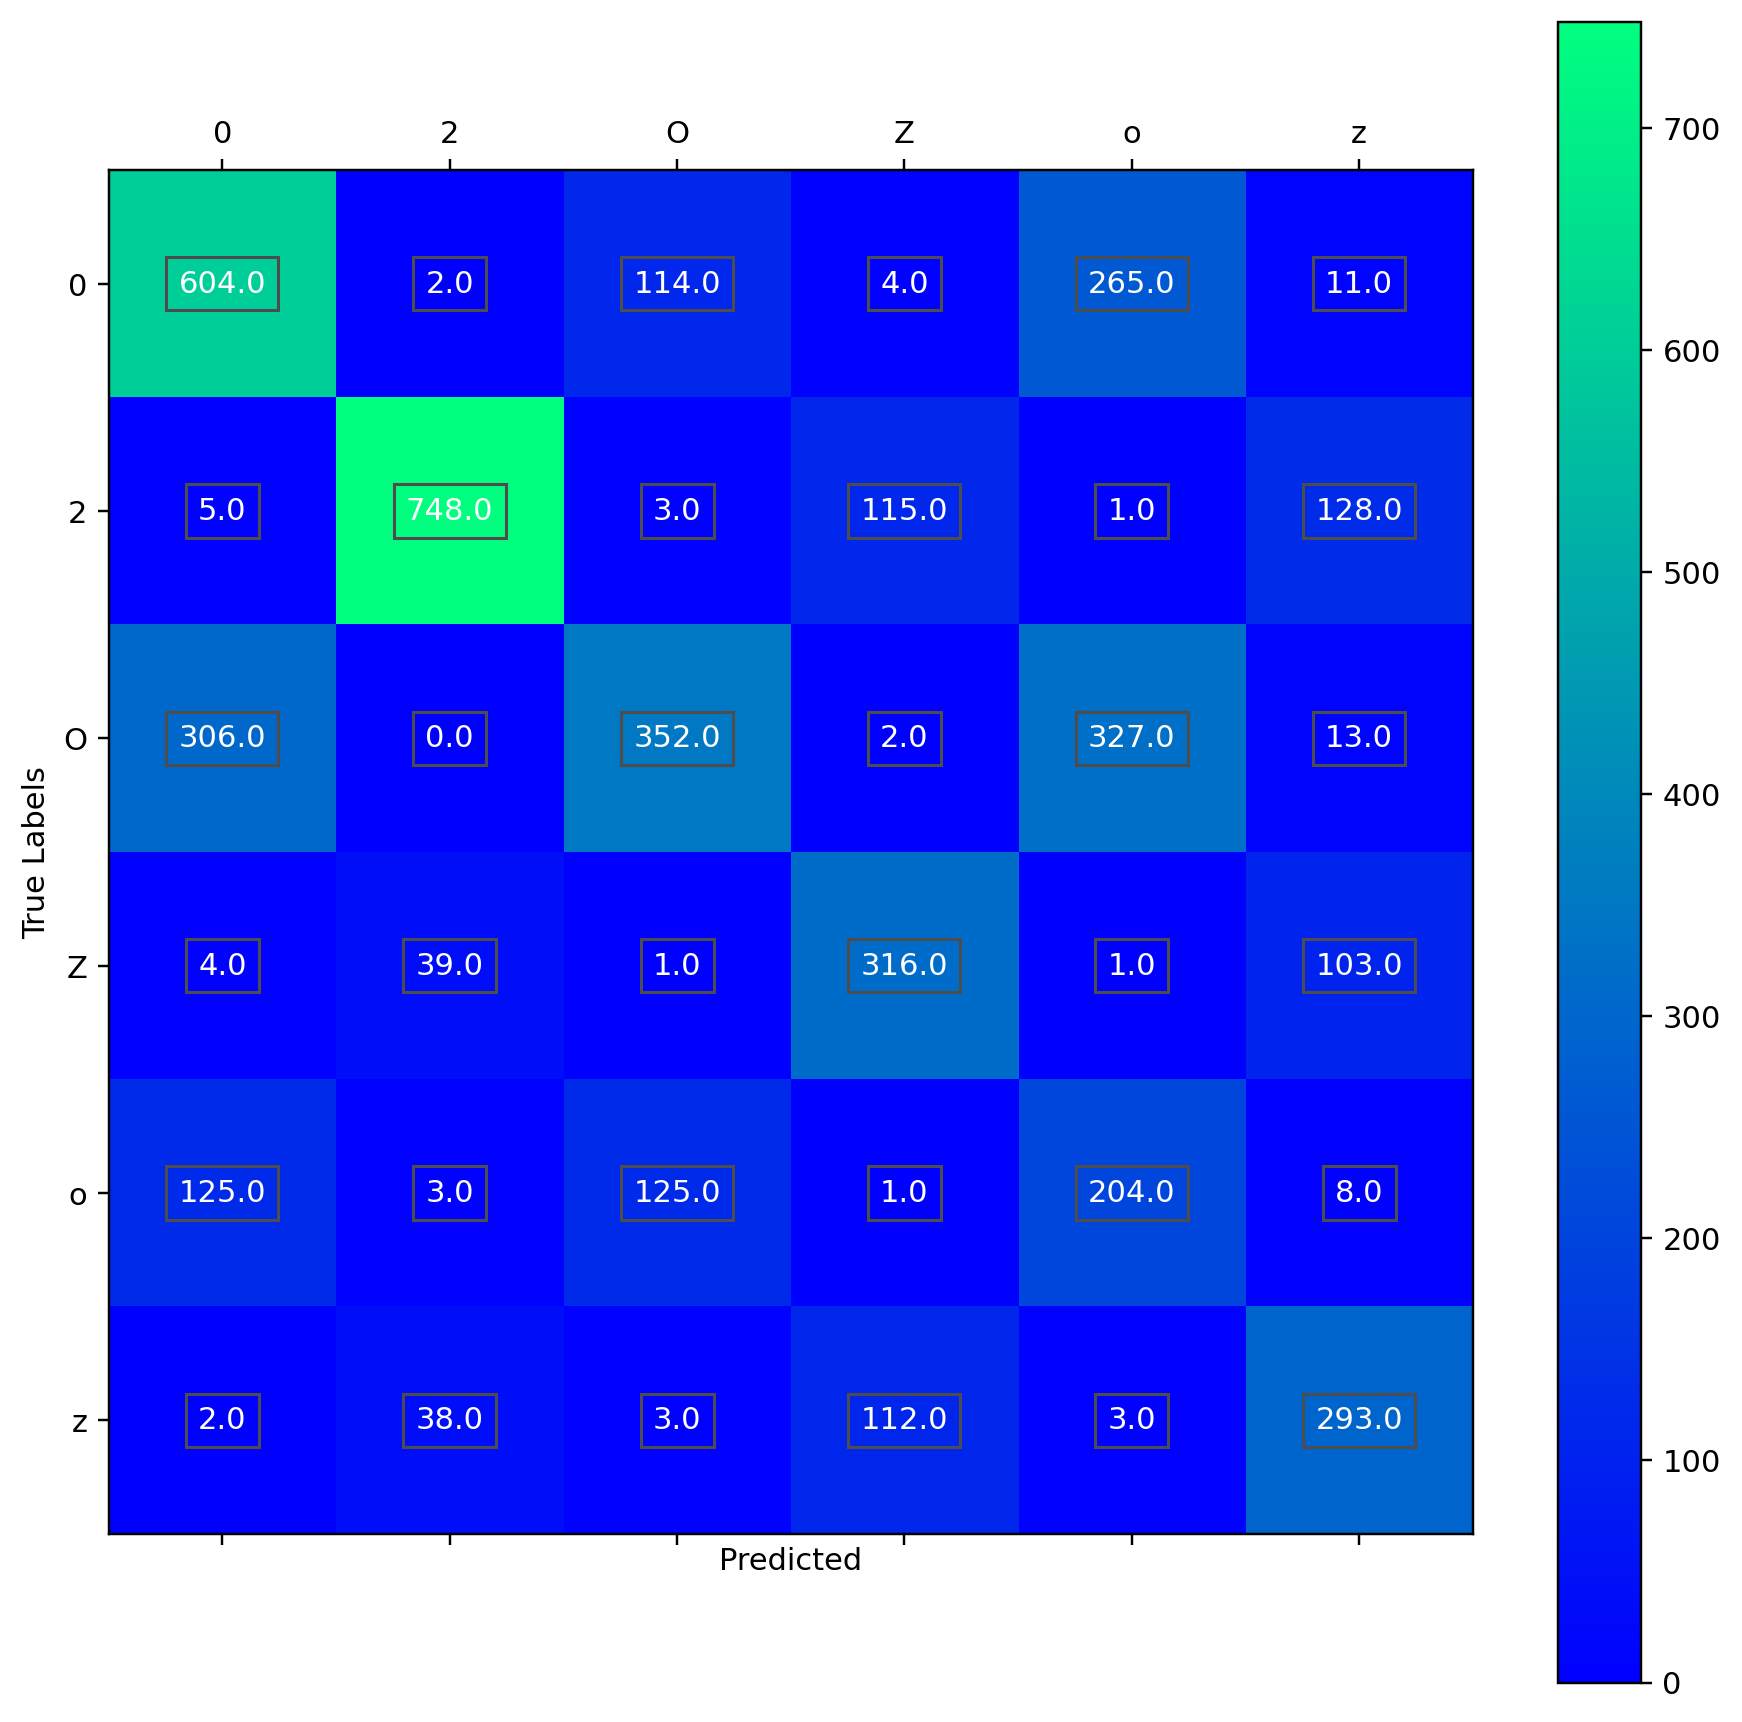 0 2 O Z o z
0 604.0 2.0 114.0 4.0 265.0 11.0
2 5.0 748.0 3.0 115.0 1.0 128.0
O 306.0 0.0 352.0 2.0 327.0 13.0
Z 4.0 39.0 1.0 316.0 1.0 103.0
o 125.0 3.0 125.0 1.0 204.0 8.0
z 2.0 38.0 3.0 112.0 3.0 293.0
True Labels
Predicted
700
600
500
400
300
200
100
0